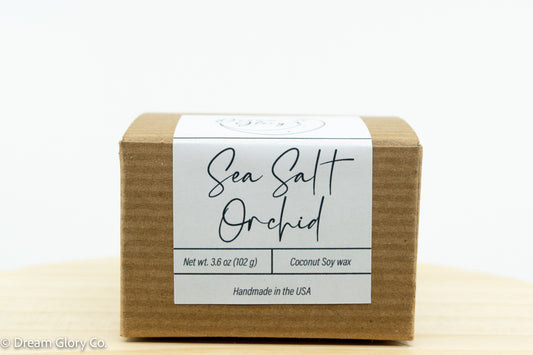 Sea Salt
Orchid
Net wt. 3.6 oz (102 g)
Coconut Soy wax
Handmade in the USA
© Dream Glory Co.